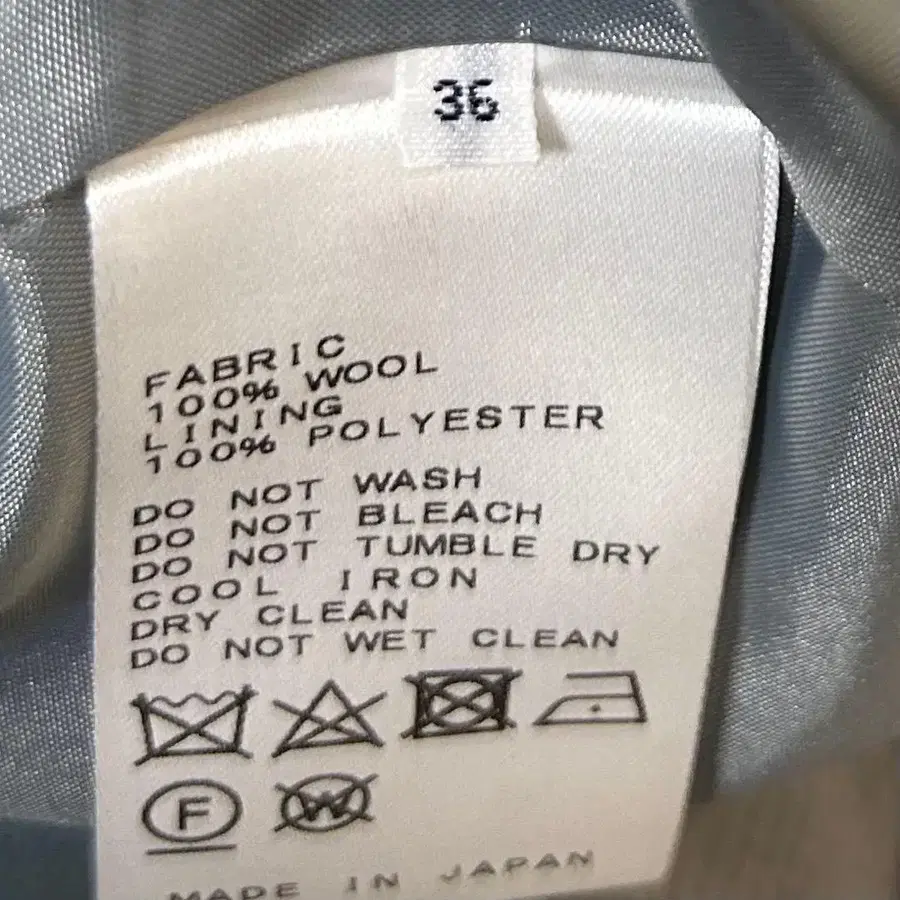 36
FABRIC
100% WOOL
LINING
100% POLYESTER
DO NOT WASH
DO NOT BLEACH
DO NOT TUMBLE DRY
COOL IRON
DRY CLEAN
DO NOT WET CLEAN
F W
MADE IN JAPAN